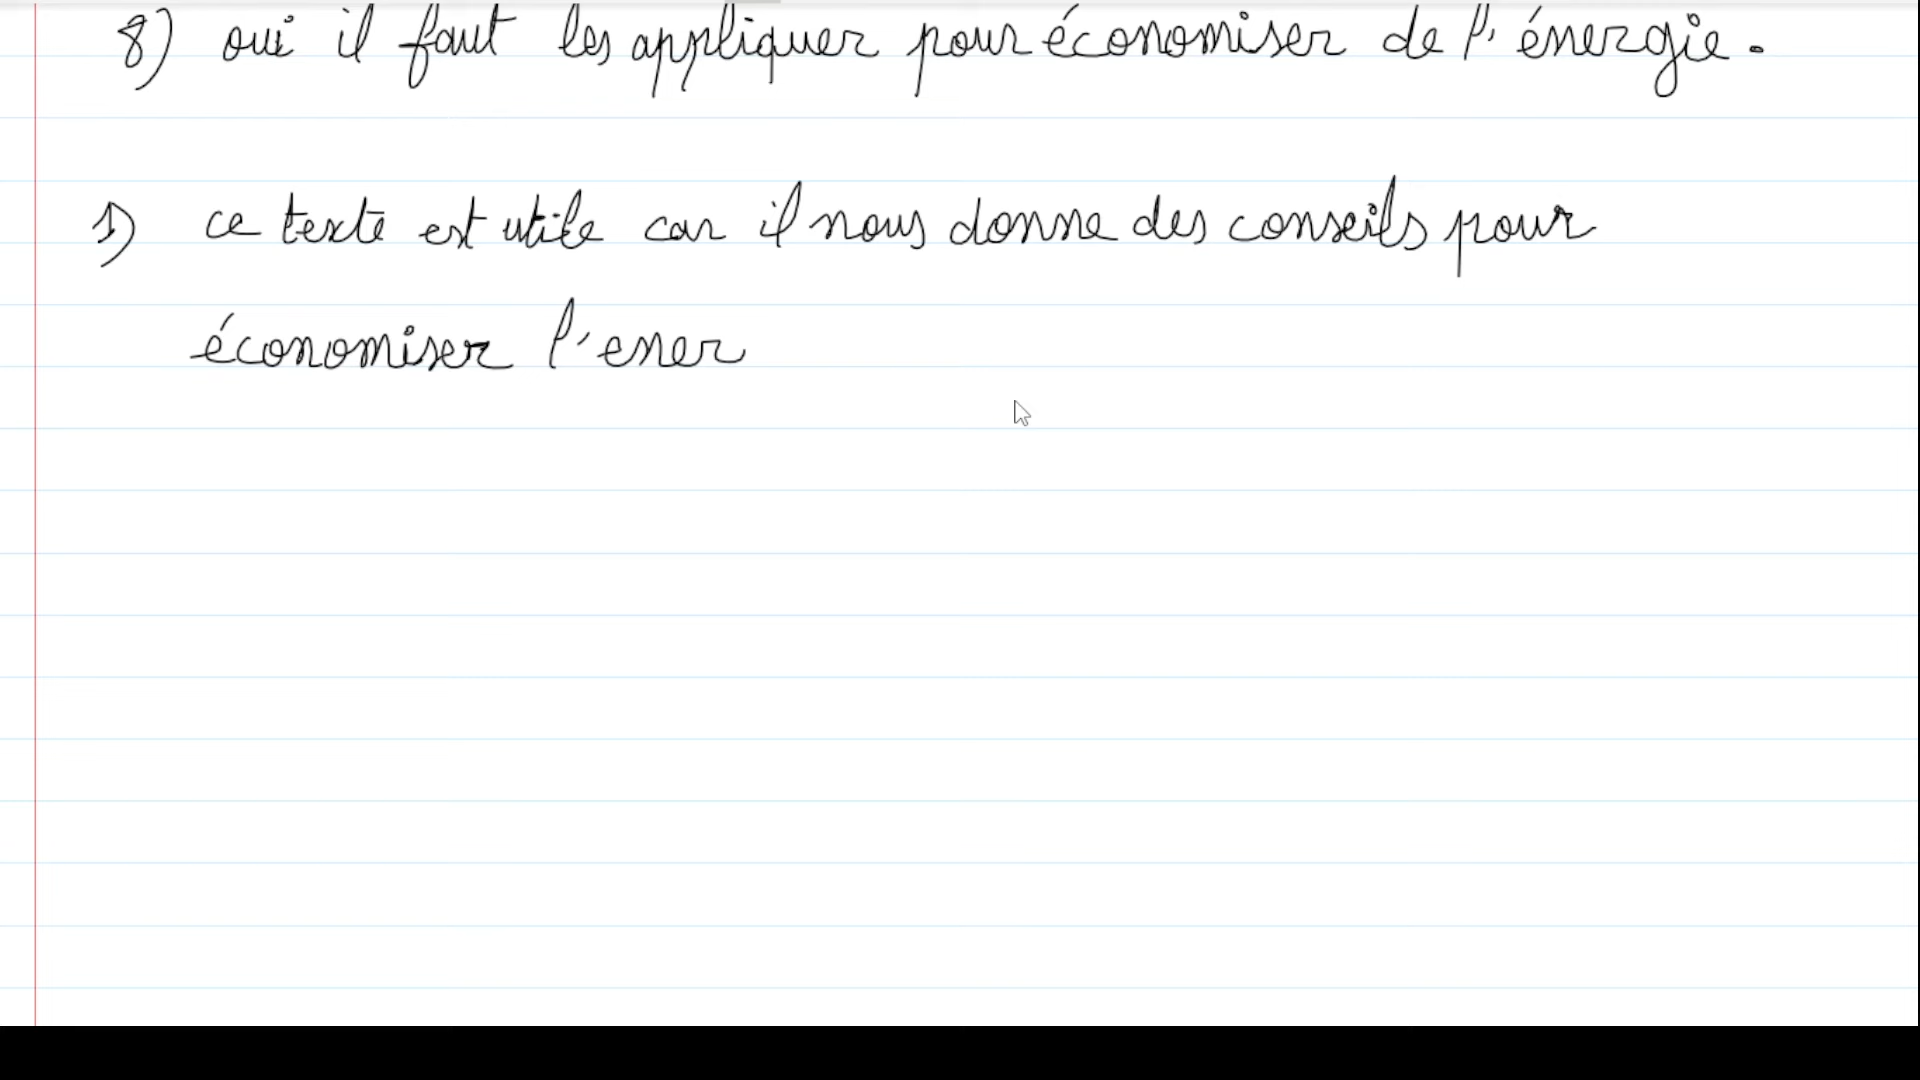 8) oui il faut les appliquer pour économiser de l'énergie.
1) ce texte est utile car il nous donne des conseils pour
économiser l'ener